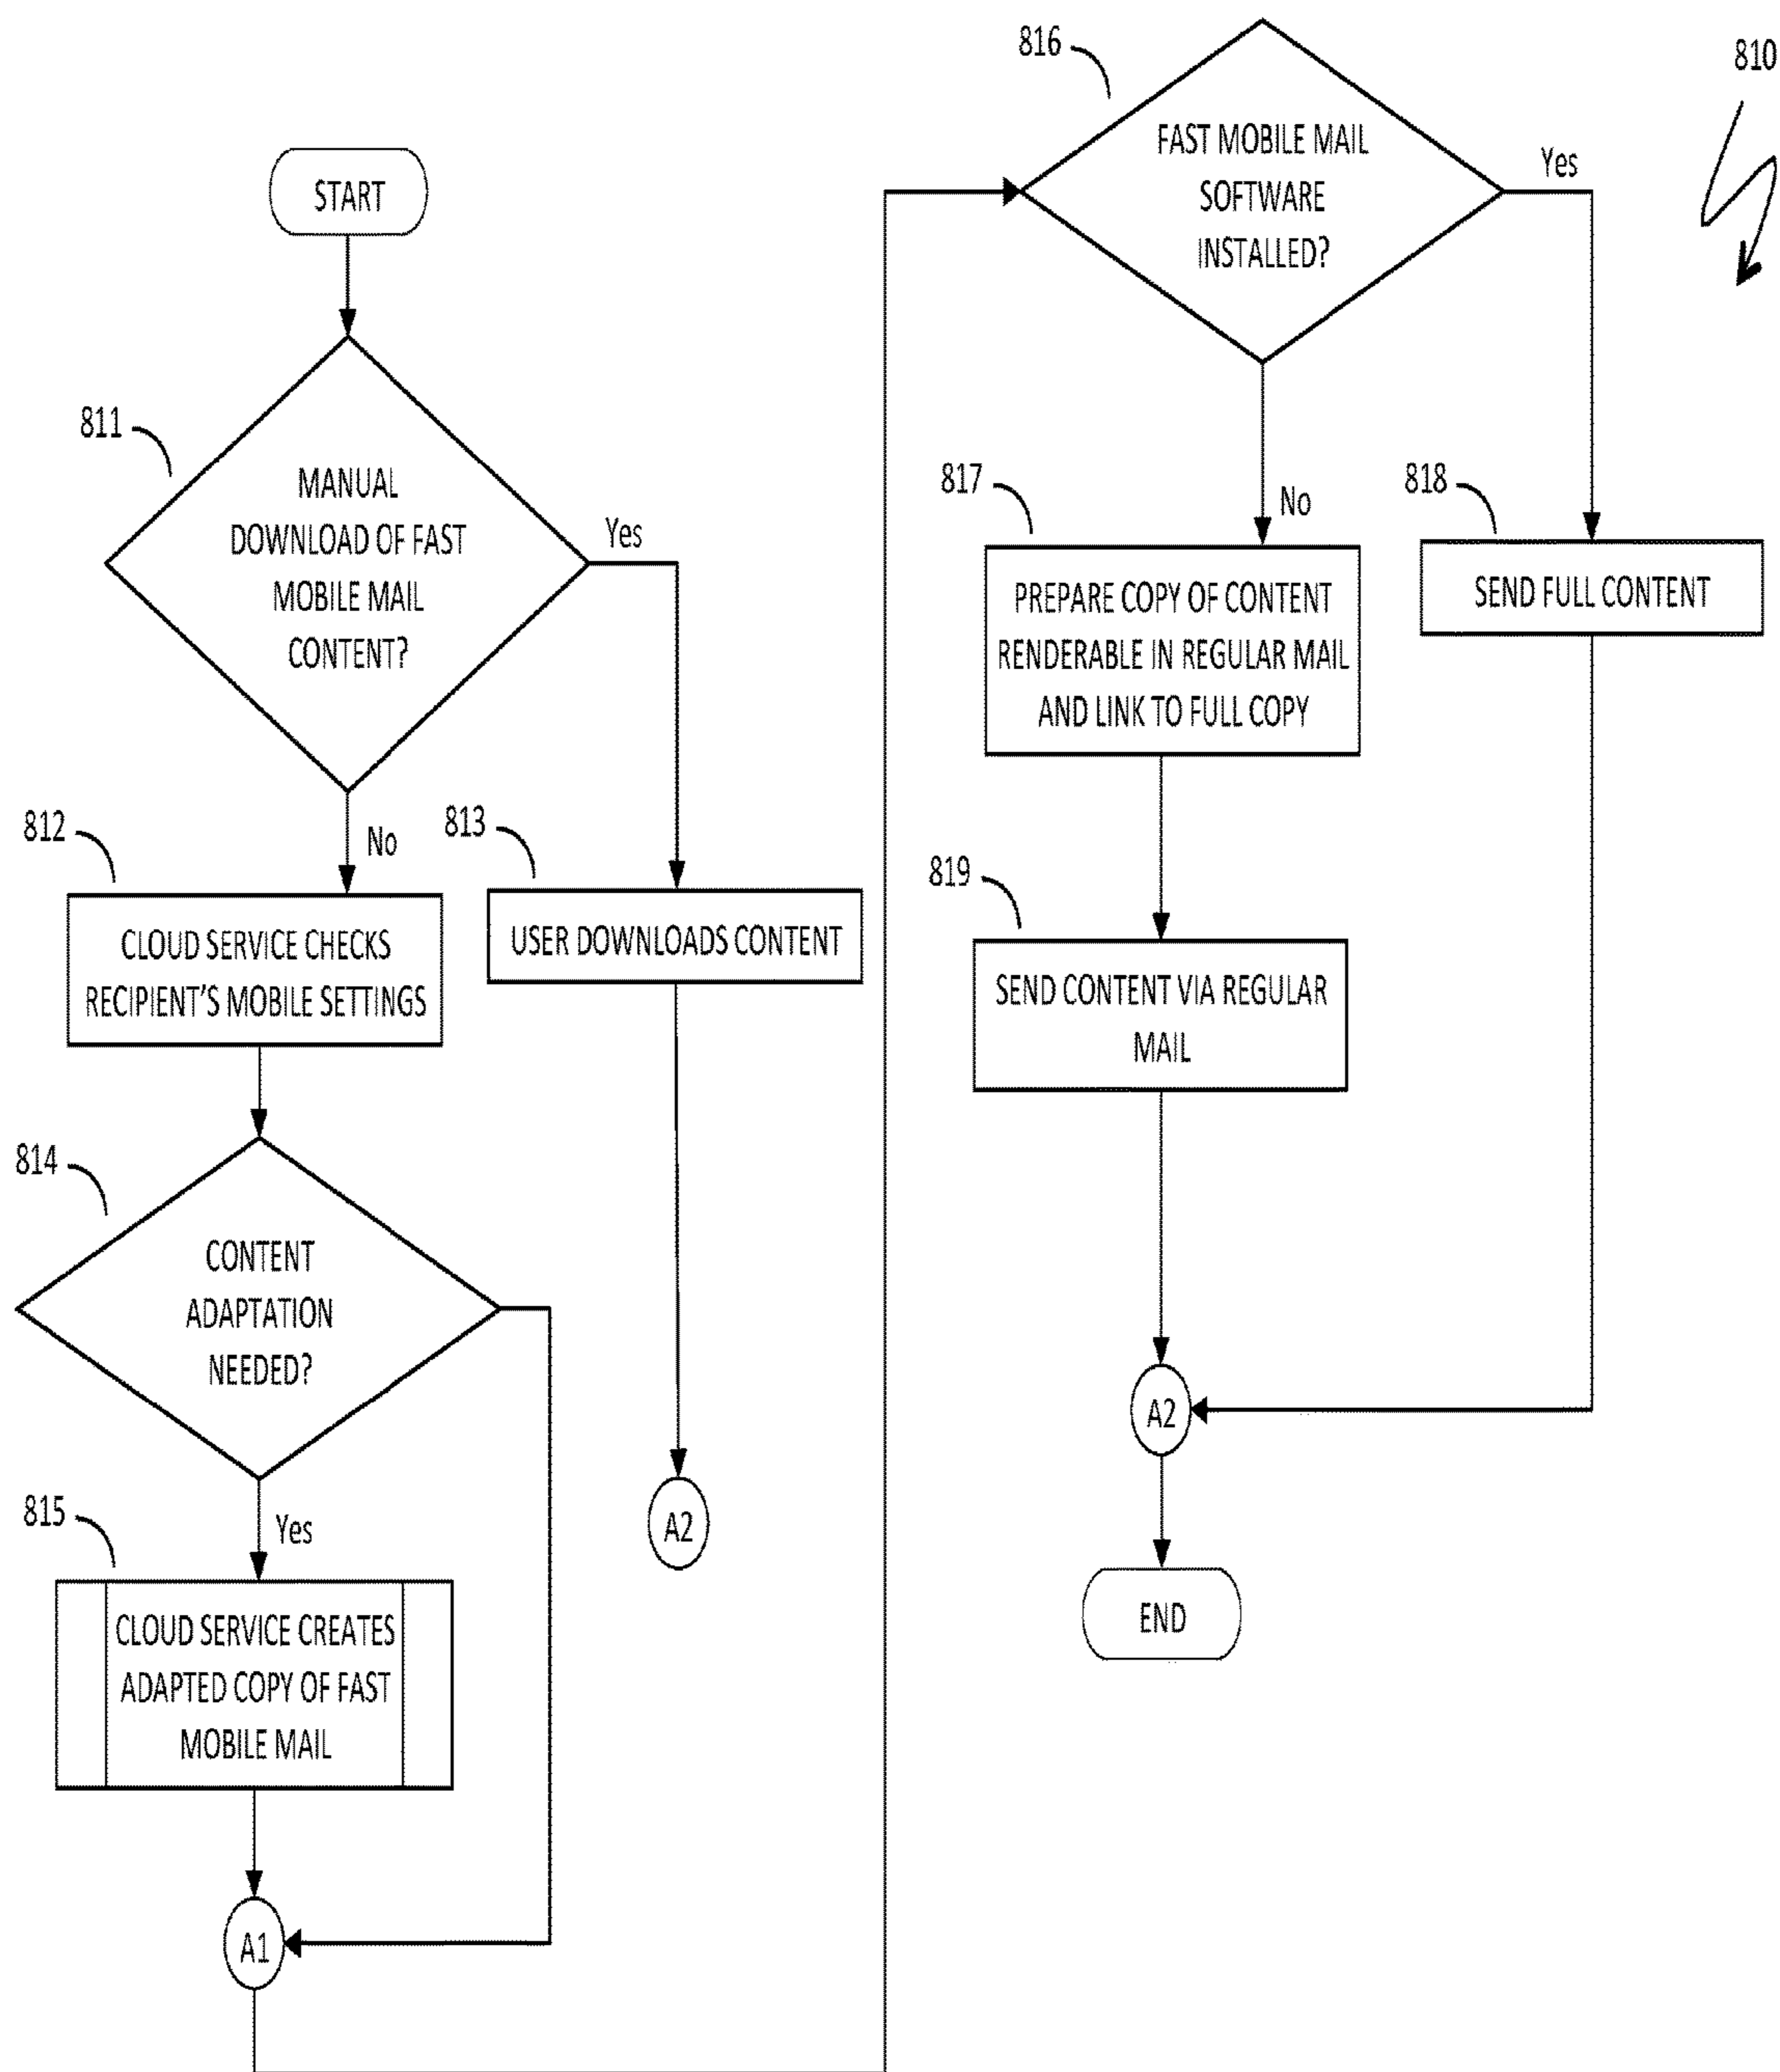 START
811
MANUAL
DOWNLOAD OF FAST
MOBILE MAIL
CONTENT?
Yes
No
812
CLOUD SERVICE CHECKS
RECIPIENT'S MOBILE SETTINGS
813
USER DOWNLOADS CONTENT
A2
814
CONTENT
ADAPTATION
NEEDED?
Yes
815
CLOUD SERVICE CREATES
ADAPTED COPY OF FAST
MOBILE MAIL
A1
810
816
FAST MOBILE MAIL
SOFTWARE
INSTALLED?
Yes
No
817
PREPARE COPY OF CONTENT
RENDERABLE IN REGULAR MAIL
AND LINK TO FULL COPY
818
SEND FULL CONTENT
819
SEND CONTENT VIA REGULAR
MAIL
A2
END